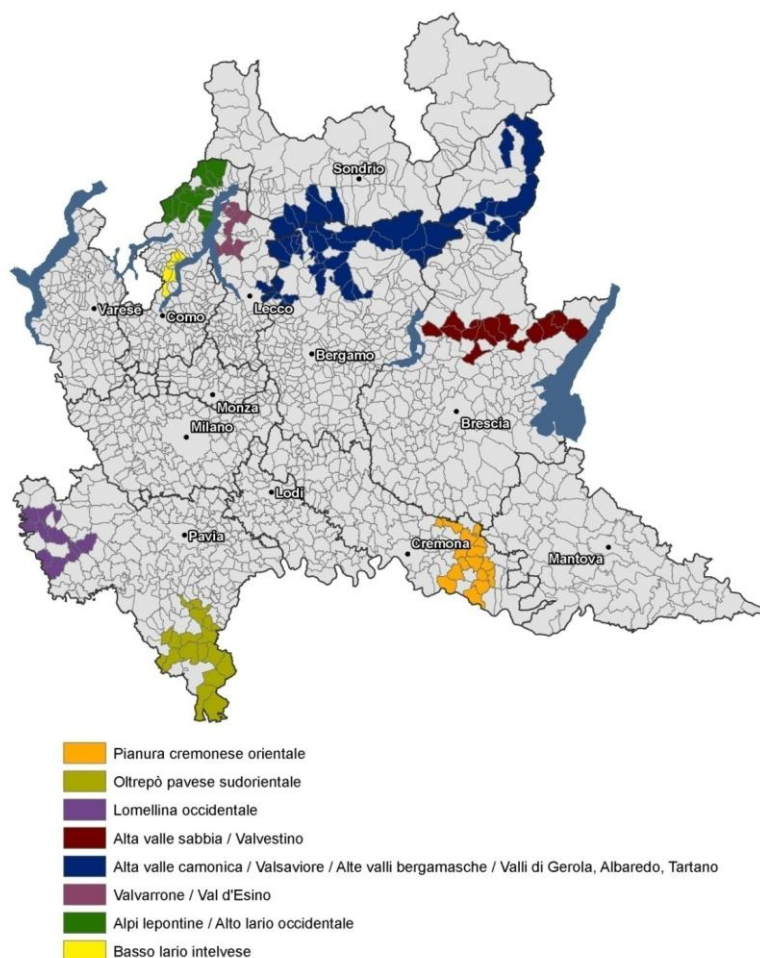 Sondrio
Varese
Como
Lecco
Bergamo
Monza
Milano
Brescia
Lodi
Pavia
Cremona
Mantova
Pianura cremonese orientale
Oltrepò pavese sudorientale
Lomellina occidentale
Alta valle sabbia / Valvestino
Alta valle camonica / Valsaviore / Alte valli bergamasche / Valli di Gerola, Albaredo, Tartano
Valvarrone / Val d'Esino
Alpi lepontine / Alto lario occidentale
Basso lario intelvese